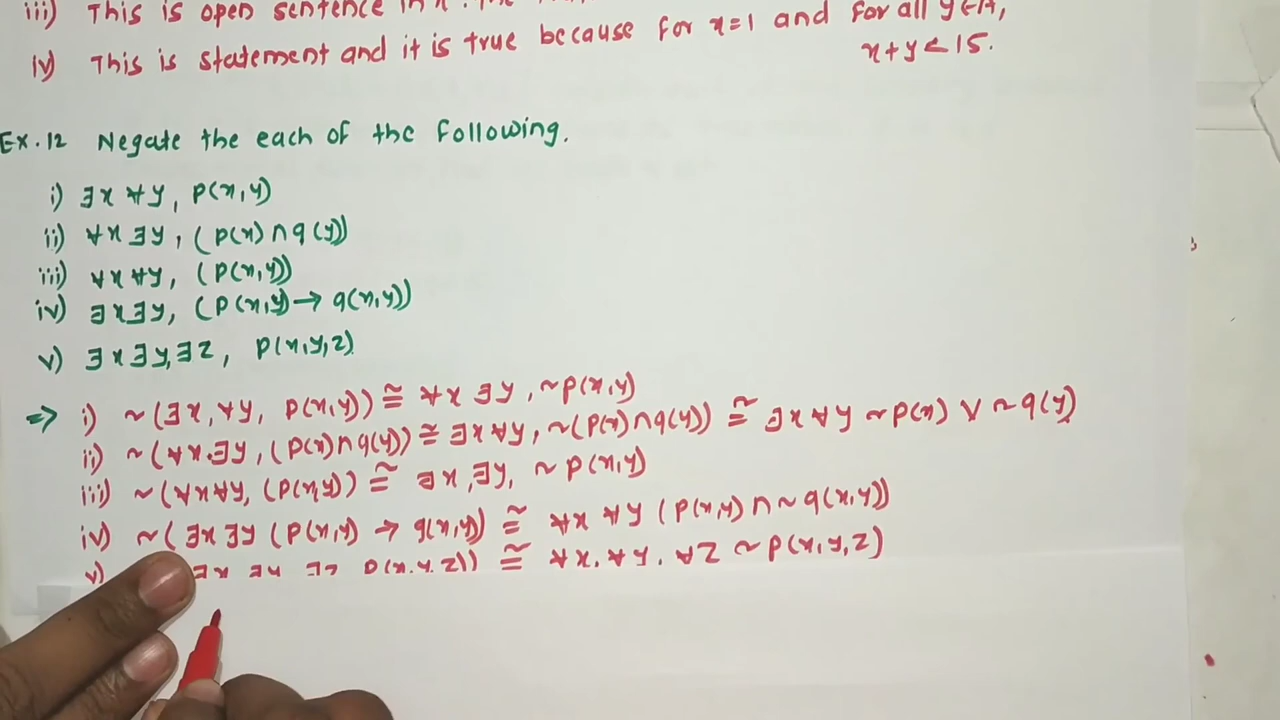 iii) This is open sentence in x.
iv) This is statement and it is true because for x=1 and for all y∈A,
x+y<15.
Ex.12 Negate the each of the following.
i) ∃x ∀y, p(x,y)
ii) ∀x ∃y, (p(x)∩q(y))
iii) ∀x ∀y, (p(x,y))
iv) ∃x∃y, (p(x,y)→ q(x,y))
v) ∃x∃y,∃z, p(x,y,z)
⇒ i) ~(∃x,∀y, p(x,y)) ≅ ∀x ∃y, ~p(x,y)
ii) ~(∀x.∃y, (p(x)∩q(y)) ≅ ∃x∀y, ~(p(x)∩q(y)) ≅ ∃x∀y ~p(x) ∨ ~q(y)
iii) ~(∀x∀y, (p(x,y)) ≅ ∃x,∃y, ~p(x,y)
iv) ~(∃x∃y (p(x,y) → q(x,y)) ≅ ∀x ∀y (p(x,y)∩~q(x,y))
v) ∃x ∃y ∃z p(x,y,z)) ≅ ∀x, ∀y, ∀z ~p(x,y,z)